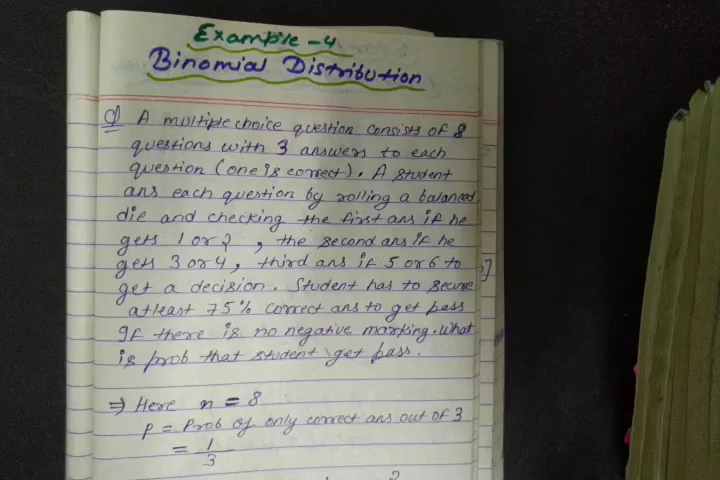 Example-4
Binomial Distribution
Q A multiple choice question consists of 8
questions with 3 answers to each
question (one is correct). A student
ans each question by rolling a balanced
die and checking the first ans if he
gets 1 or 2, the second ans if he
gets 3 or 4, third ans if 5 or 6 to
get a decision. Student has to secure
atleast 75% correct ans to get pass
If there is no negative marking. What
is prob that student get pass.
⇒ Here n = 8
p = Prob of only correct ans out of 3
= 1/3
2